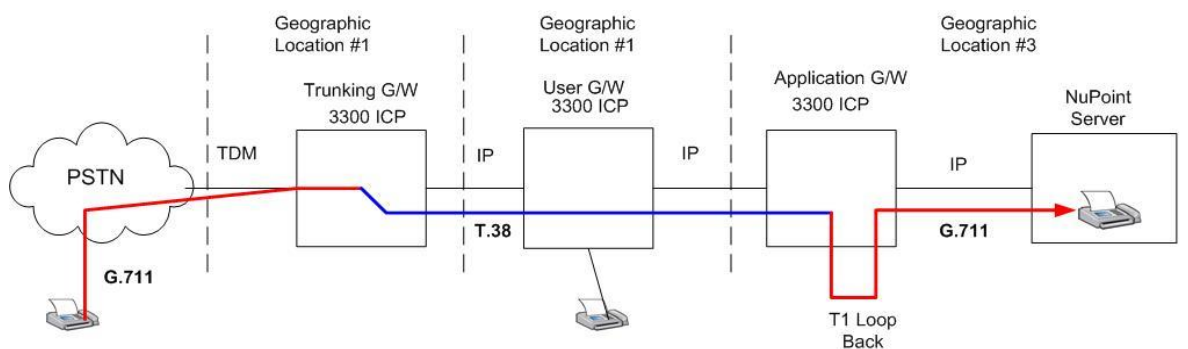 Geographic
Location #1
Geographic
Location #1
Geographic
Location #3
Trunking G/W
3300 ICP
User G/W
3300 ICP
Application G/W
3300 ICP
NuPoint
Server
PSTN
TDM
IP
IP
IP
T.38
G.711
G.711
T1 Loop
Back